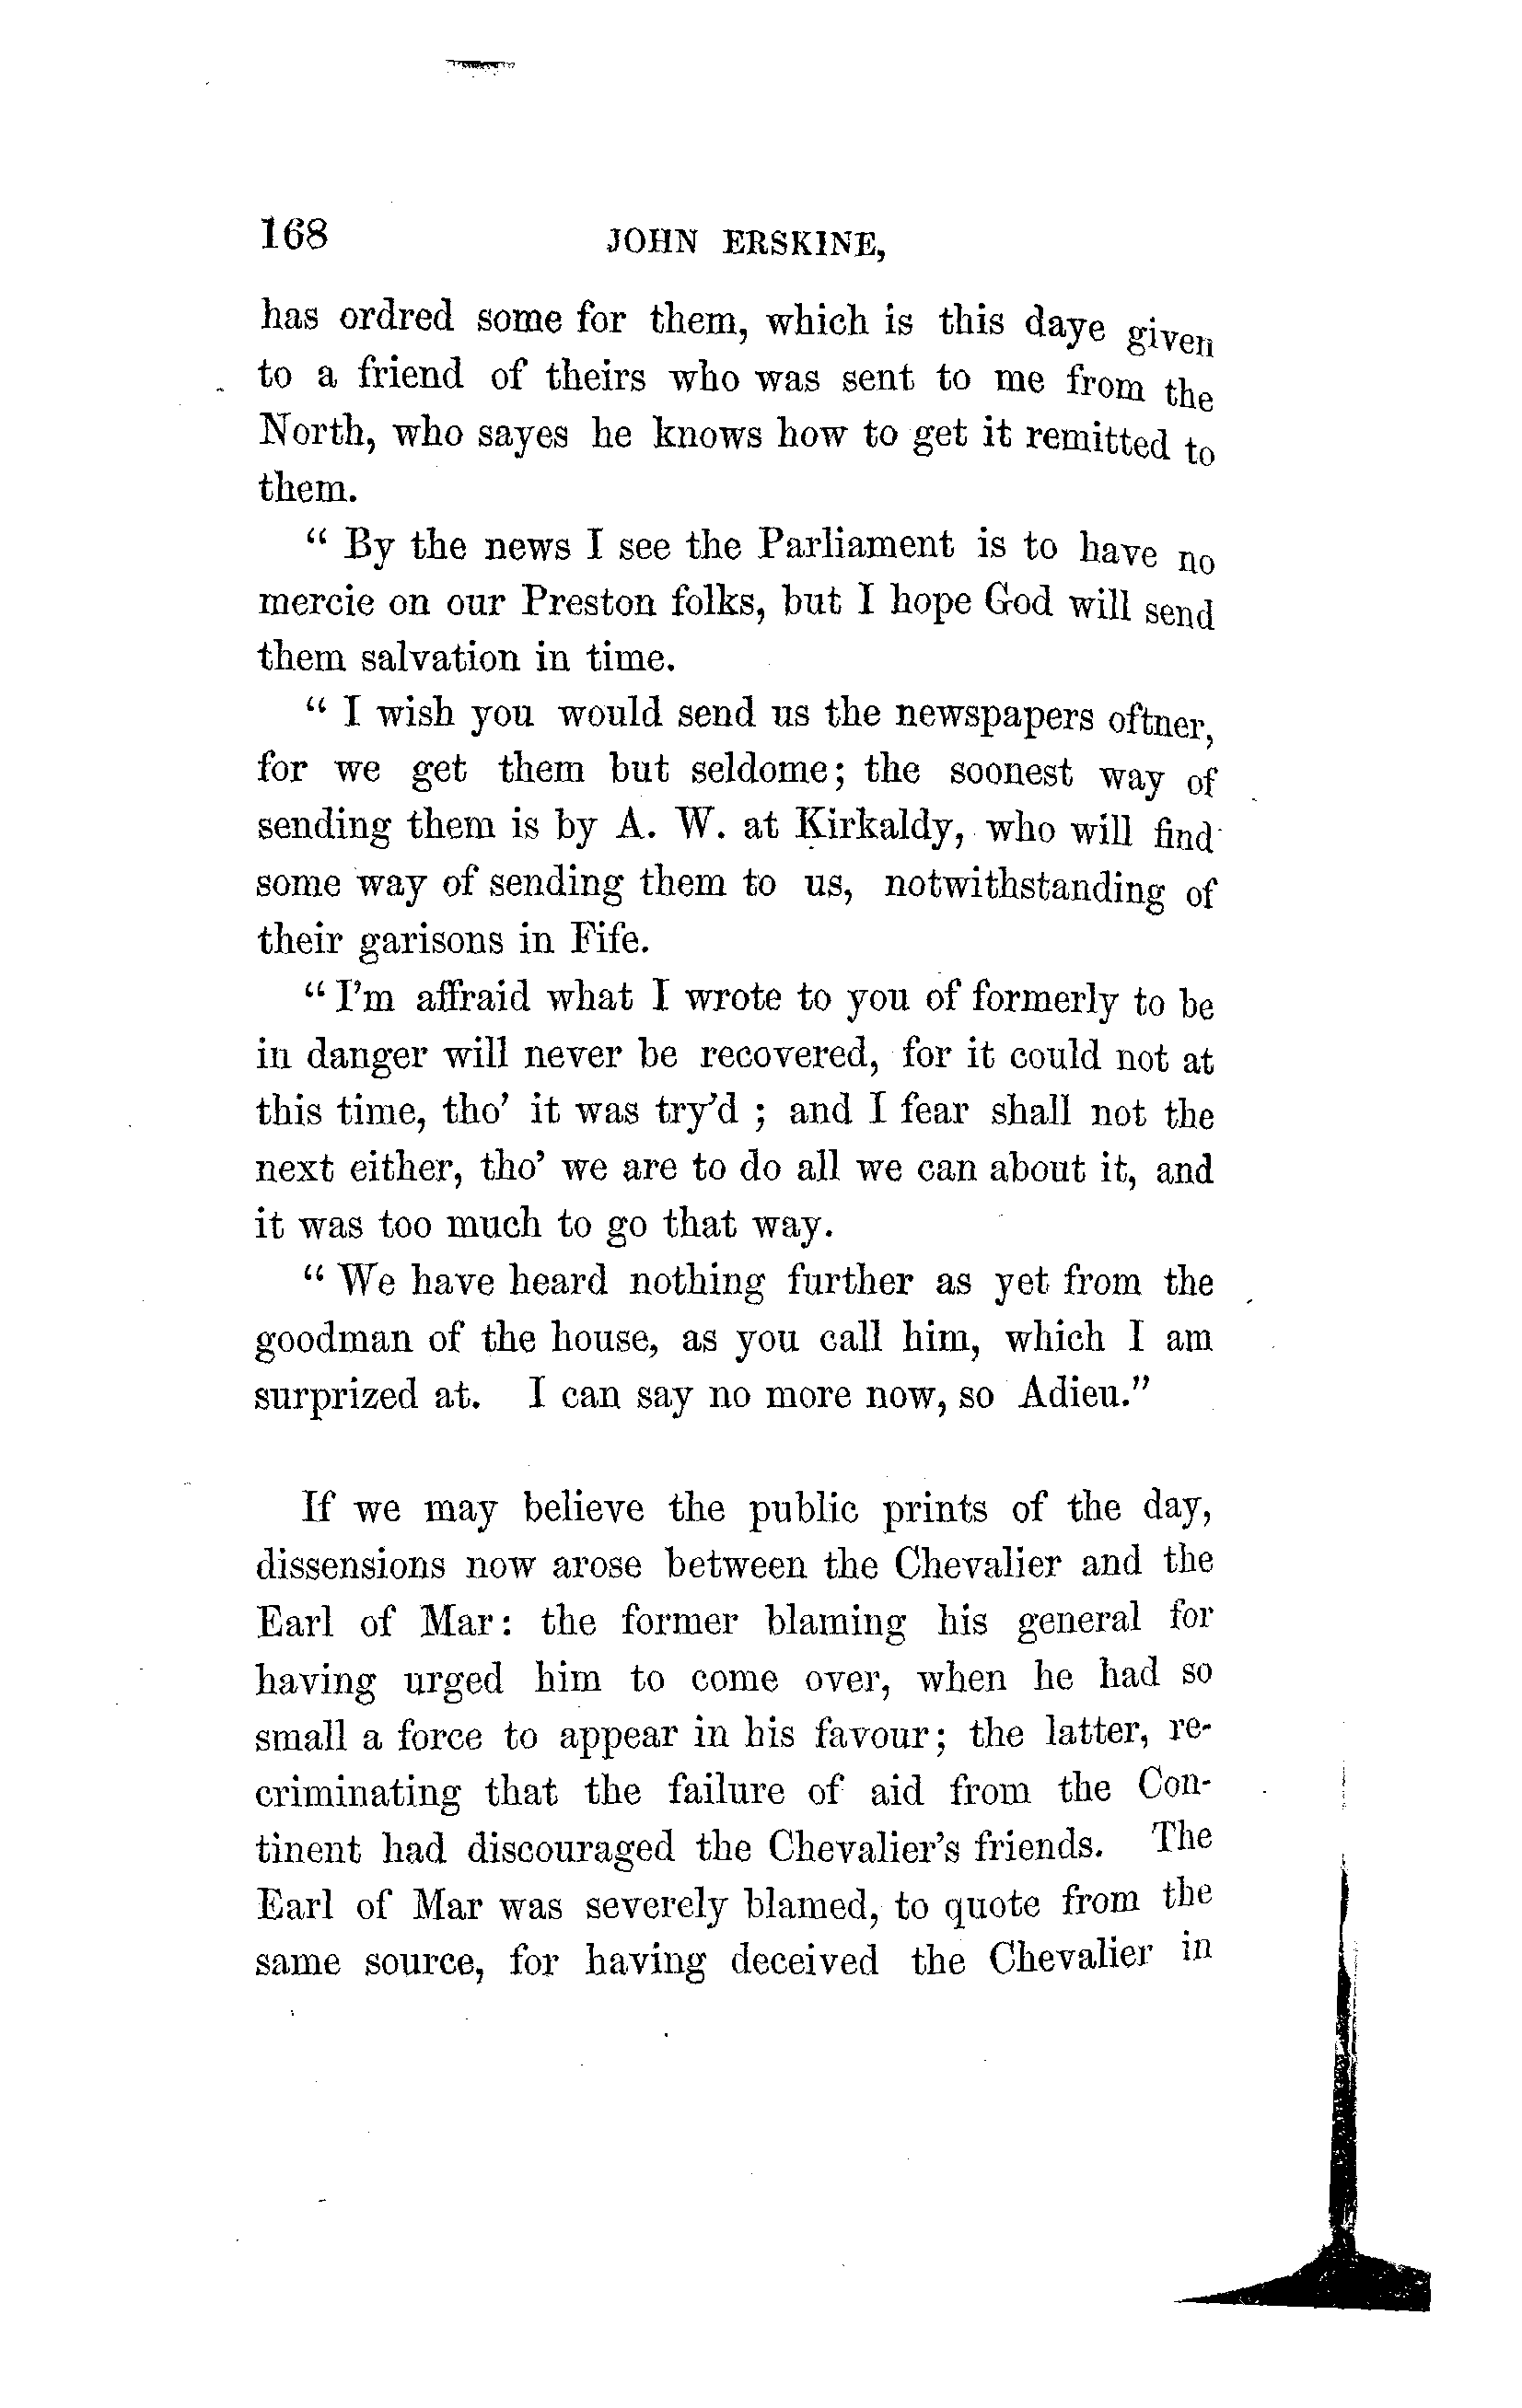 168 JOHN ERSKINE,
has ordred some for them, which is this daye given
to a friend of theirs who was sent to me from the
North, who sayes he knows how to get it remitted to
them.
“ By the news I see the Parliament is to have no
mercie on our Preston folks, but I hope God will send
them salvation in time.
“ I wish you would send us the newspapers oftner,
for we get them but seldome; the soonest way of
sending them is by A. W. at Kirkaldy, who will find
some way of sending them to us, notwithstanding of
their garisons in Fife.
“ I’m affraid what I wrote to you of formerly to be
in danger will never be recovered, for it could not at
this time, tho’ it was try’d ; and I fear shall not the
next either, tho’ we are to do all we can about it, and
it was too much to go that way.
“ We have heard nothing further as yet from the
goodman of the house, as you call him, which I am
surprized at. I can say no more now, so Adieu.”
If we may believe the public prints of the day,
dissensions now arose between the Chevalier and the
Earl of Mar: the former blaming his general for
having urged him to come over, when he had so
small a force to appear in his favour; the latter, re-
criminating that the failure of aid from the Con-
tinent had discouraged the Chevalier’s friends. The
Earl of Mar was severely blamed, to quote from the
same source, for having deceived the Chevalier in